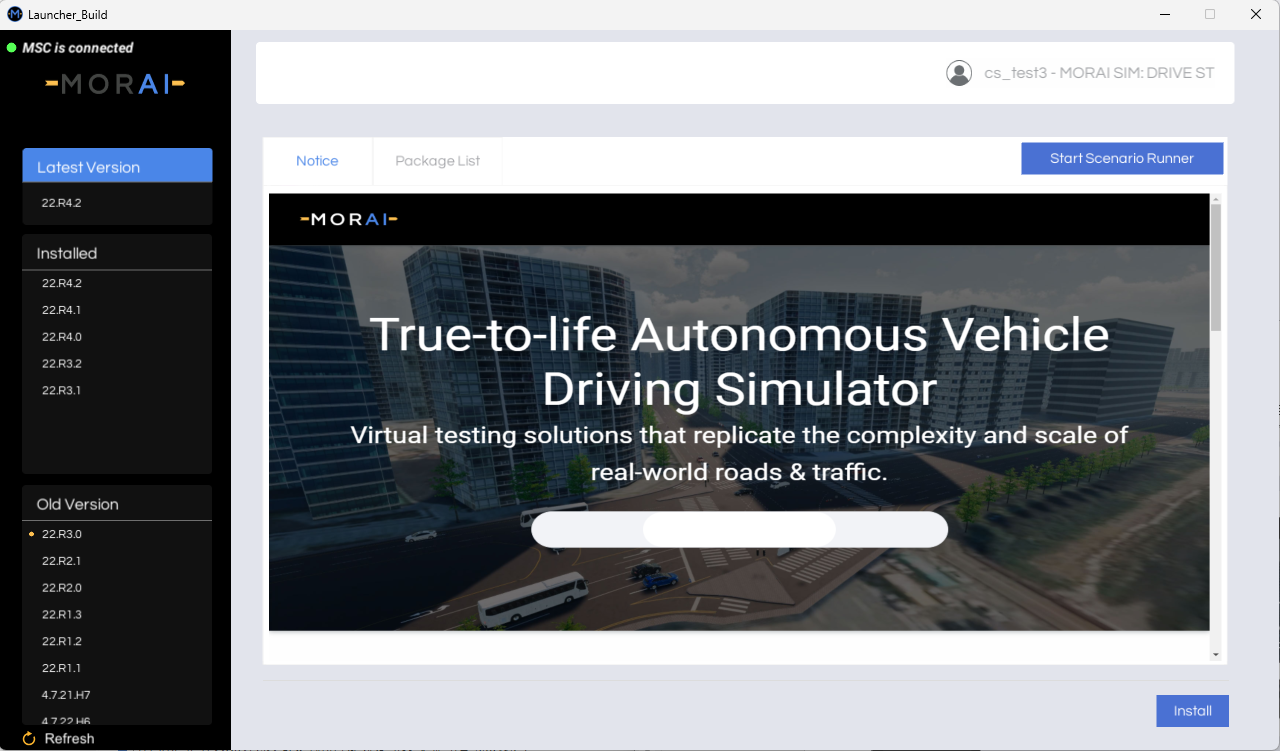 Launcher_Build
MSC is connected
MORAI
Latest Version
22.R4.2
Installed
22.R4.2
22.R4.1
22.R4.0
22.R3.2
22.R3.1
Old Version
22.R3.0
22.R2.1
22.R2.0
22.R1.3
22.R1.2
22.R1.1
4.7.21.H7
4.7.22.H6
Refresh
cs_test3 - MORAI SIM: DRIVE ST
Notice
Package List
Start Scenario Runner
MORAI
True-to-life Autonomous Vehicle
Driving Simulator
Virtual testing solutions that replicate the complexity and scale of
real-world roads & traffic.
Install